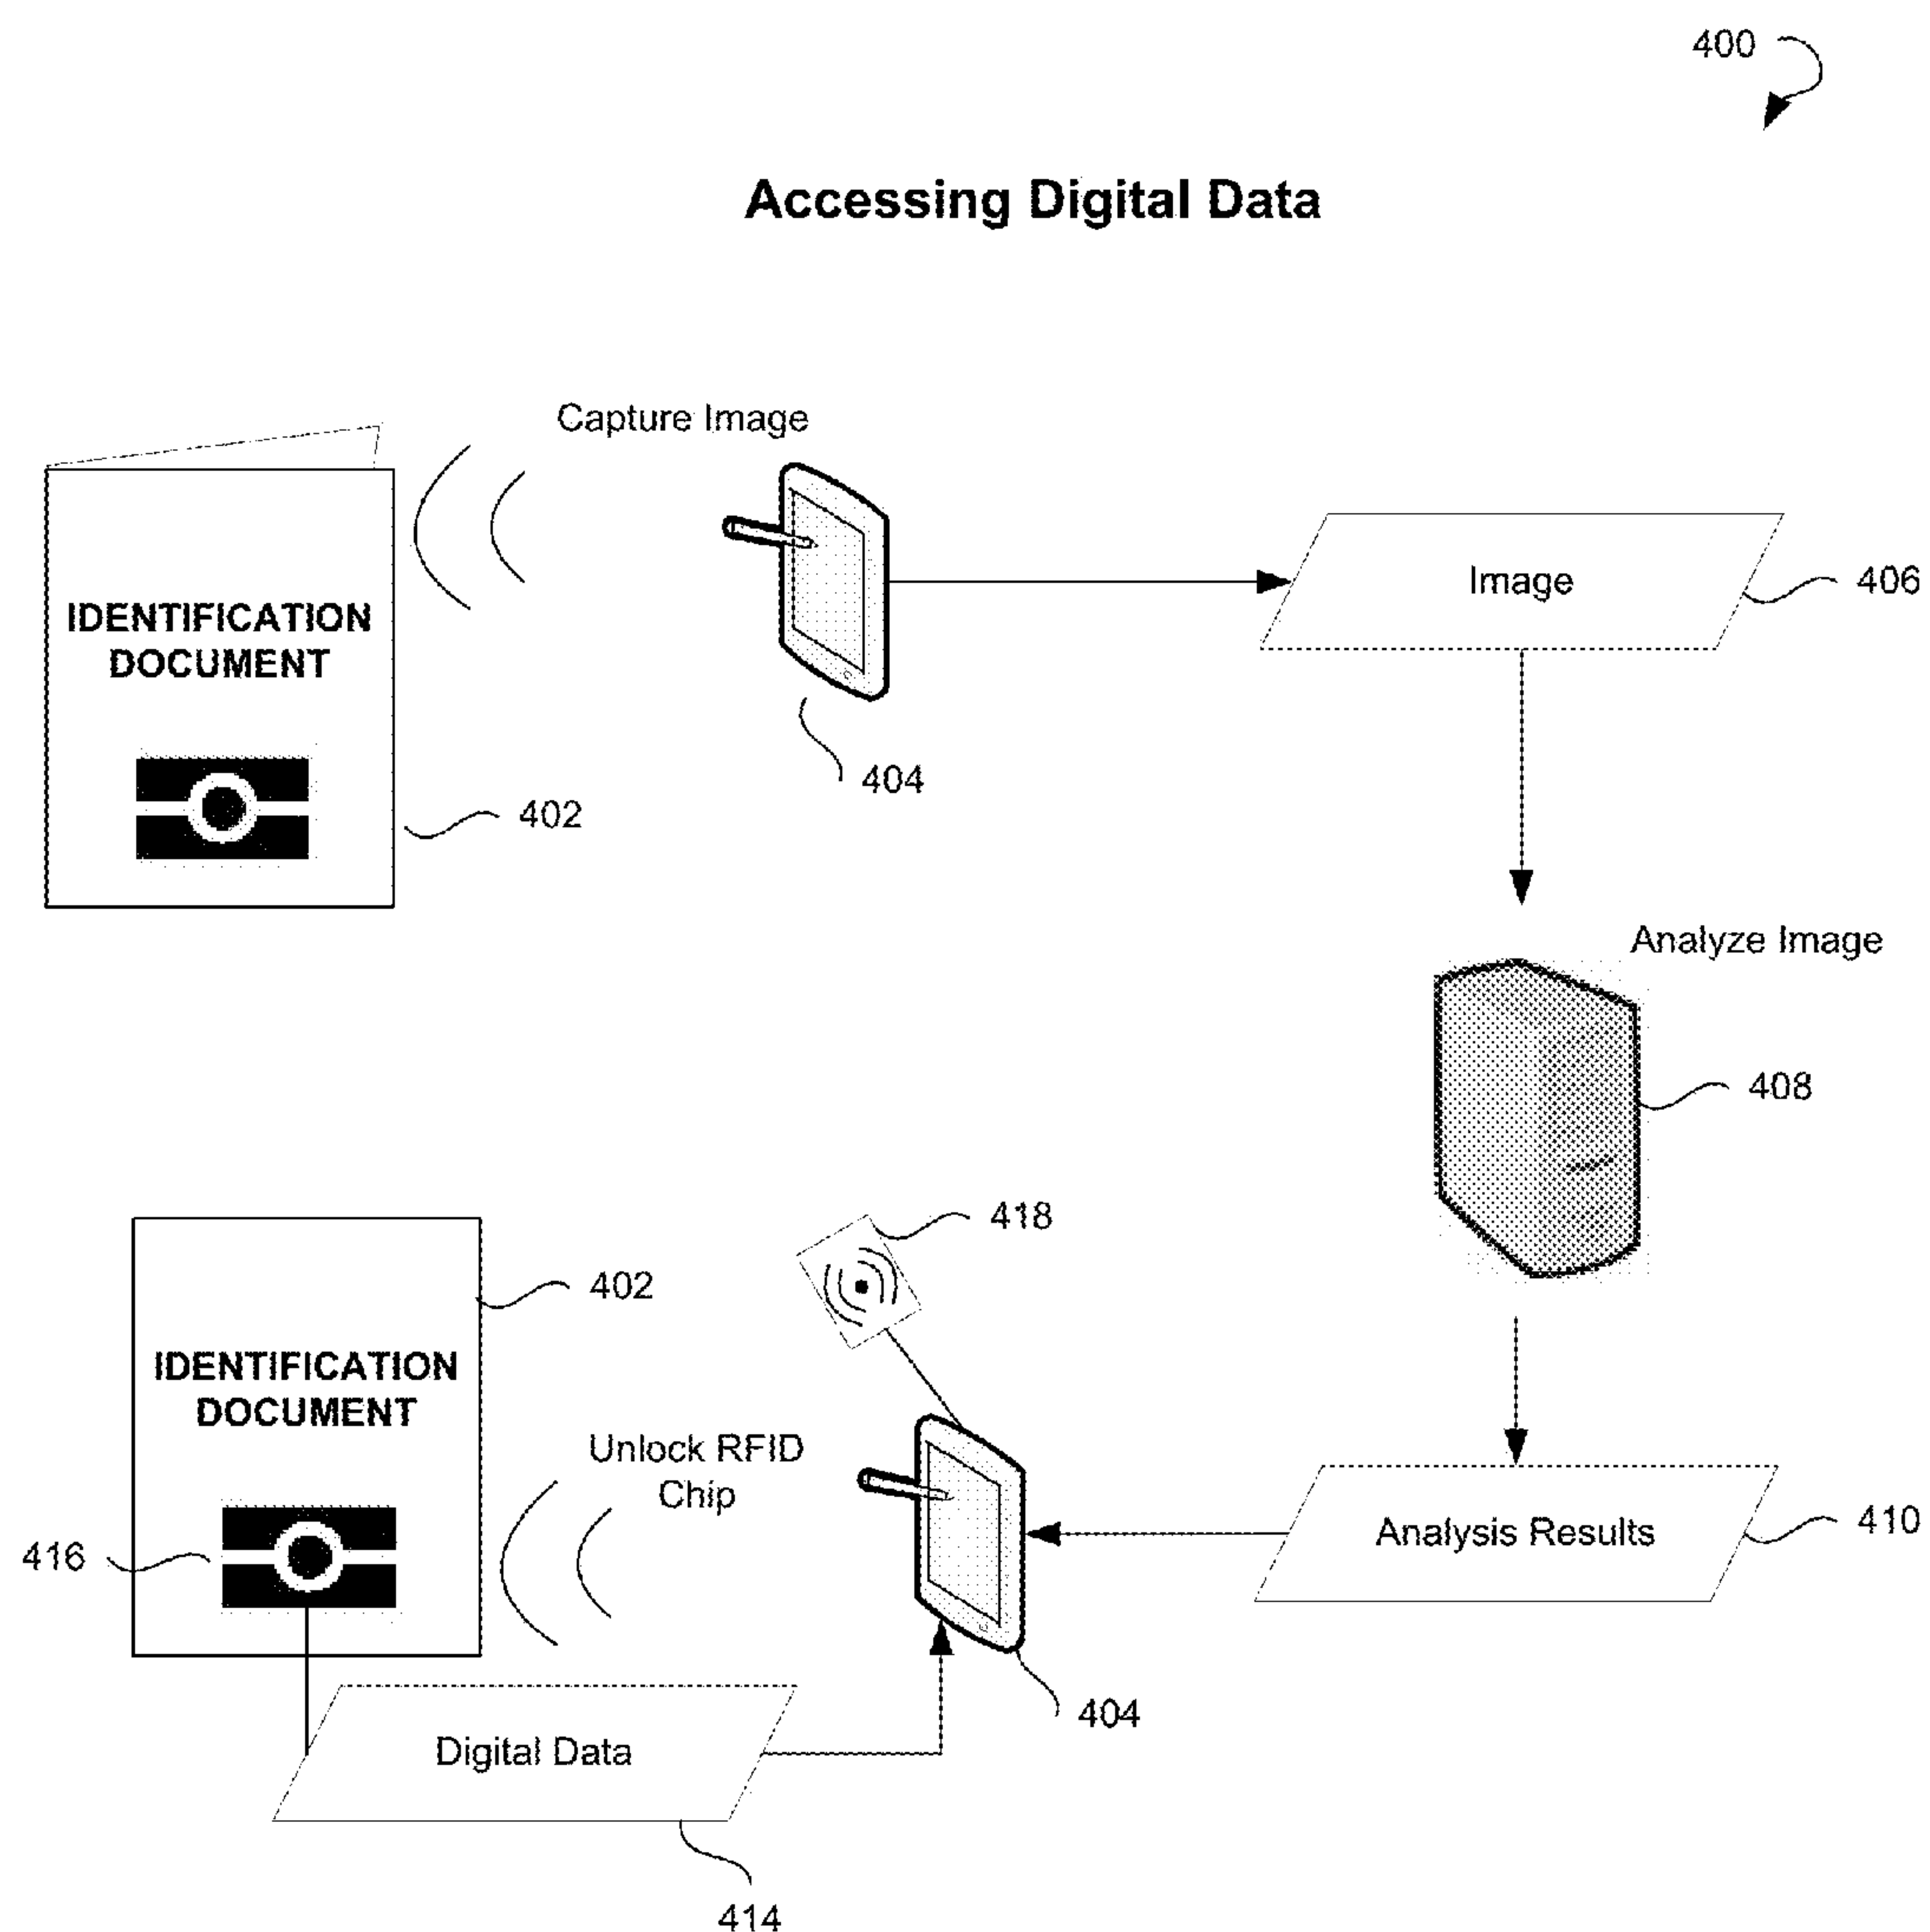 400
Accessing Digital Data
Capture Image
IDENTIFICATION
DOCUMENT
402
404
Image
406
Analyze Image
408
418
402
IDENTIFICATION
DOCUMENT
416
Unlock RFID
Chip
404
Analysis Results
410
Digital Data
414